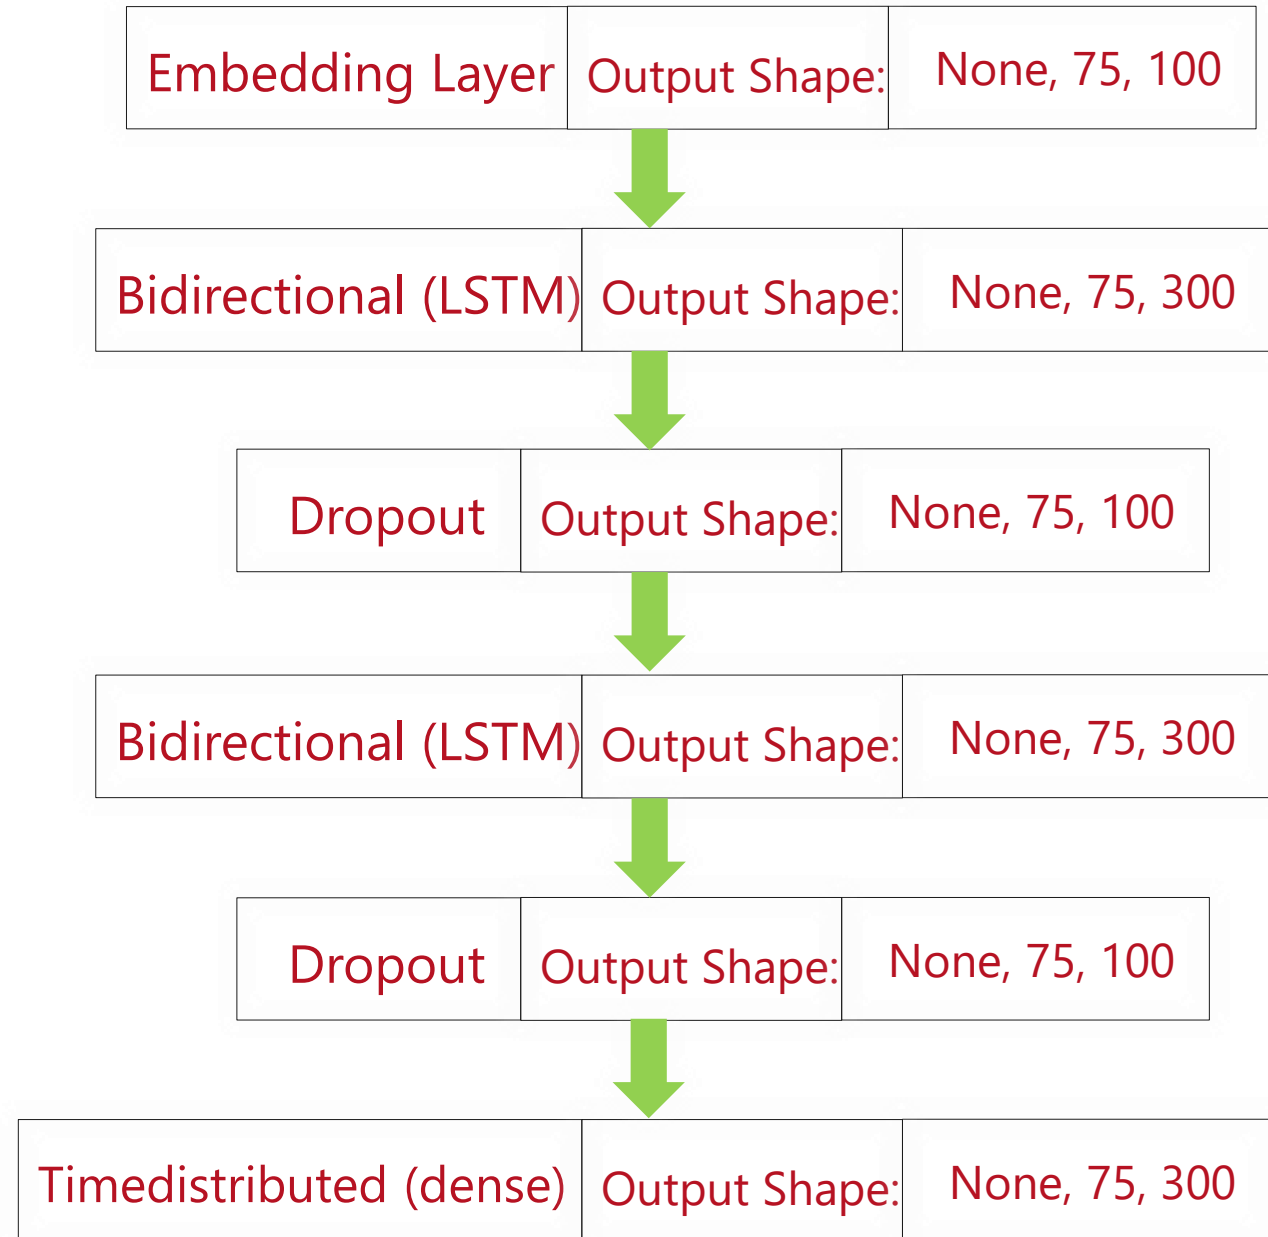 Embedding Layer Output Shape: None, 75, 100
Bidirectional (LSTM) Output Shape: None, 75, 300
Dropout Output Shape: None, 75, 100
Bidirectional (LSTM) Output Shape: None, 75, 300
Dropout Output Shape: None, 75, 100
Timedistributed (dense) Output Shape: None, 75, 300